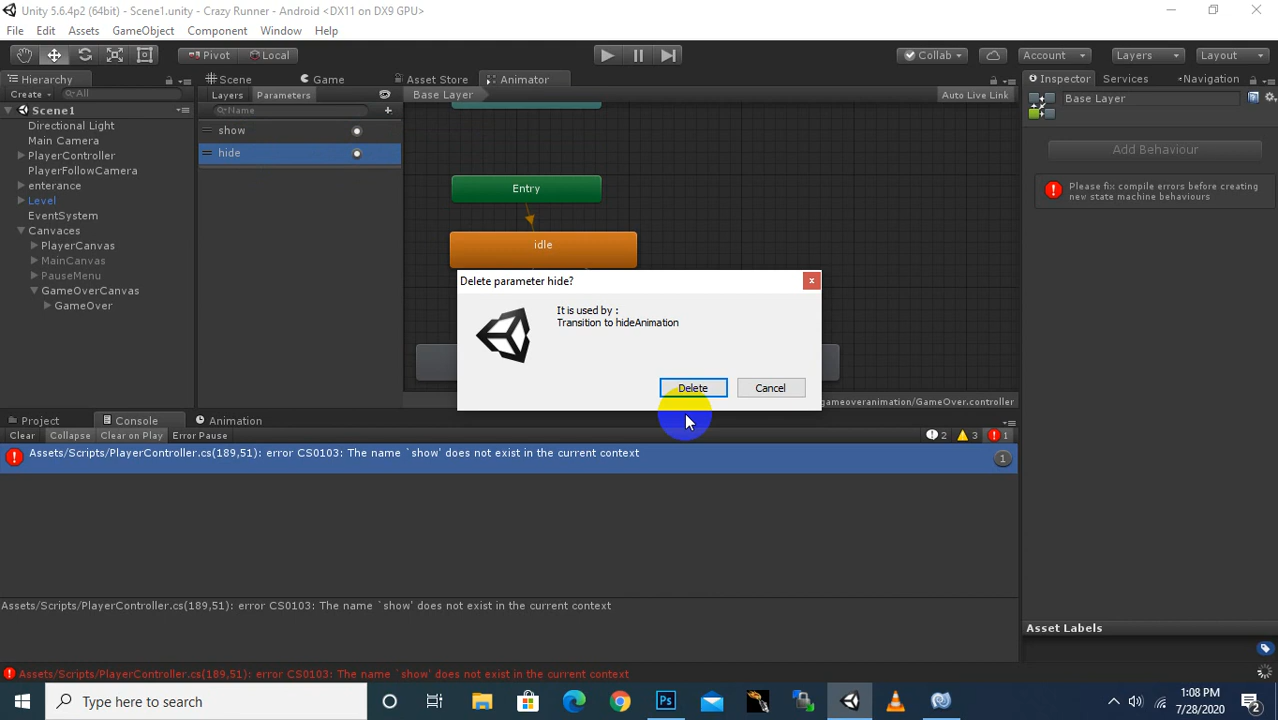 Unity 5.6.4p2 (64bit) - Scene1.unity - Crazy Runner - Android <DX11 on DX9 GPU>
File Edit Assets GameObject Component Window Help
Pivot Local Collab Account Layers Layout
Hierarchy Scene Game Asset Store Animator Inspector Services Navigation
Create All Layers Parameters Base Layer Auto Live Link Base Layer
Scene1 Name
Directional Light show
Main Camera
PlayerController hide Add Behaviour
PlayerFollowCamera
enterance Entry Please fix compile errors before creating
new state machine behaviours
Level
EventSystem
Canvaces idle
PlayerCanvas
MainCanvas
PauseMenu Delete parameter hide?
GameOverCanvas
GameOver It is used by :
Transition to hideAnimation
Delete Cancel
gameoveranimation/GameOver.controller
Project Console Animation
Clear Collapse Clear on Play Error Pause 2 3 1
Assets/Scripts/PlayerController.cs(189,51): error CS0103: The name `show' does not exist in the current context 1
Assets/Scripts/PlayerController.cs(189,51): error CS0103: The name `show' does not exist in the current context
Asset Labels
Assets/Scripts/PlayerController.cs(189,51): error CS0103: The name `show' does not exist in the current context
Type here to search Ps 1:08 PM
7/28/2020 2